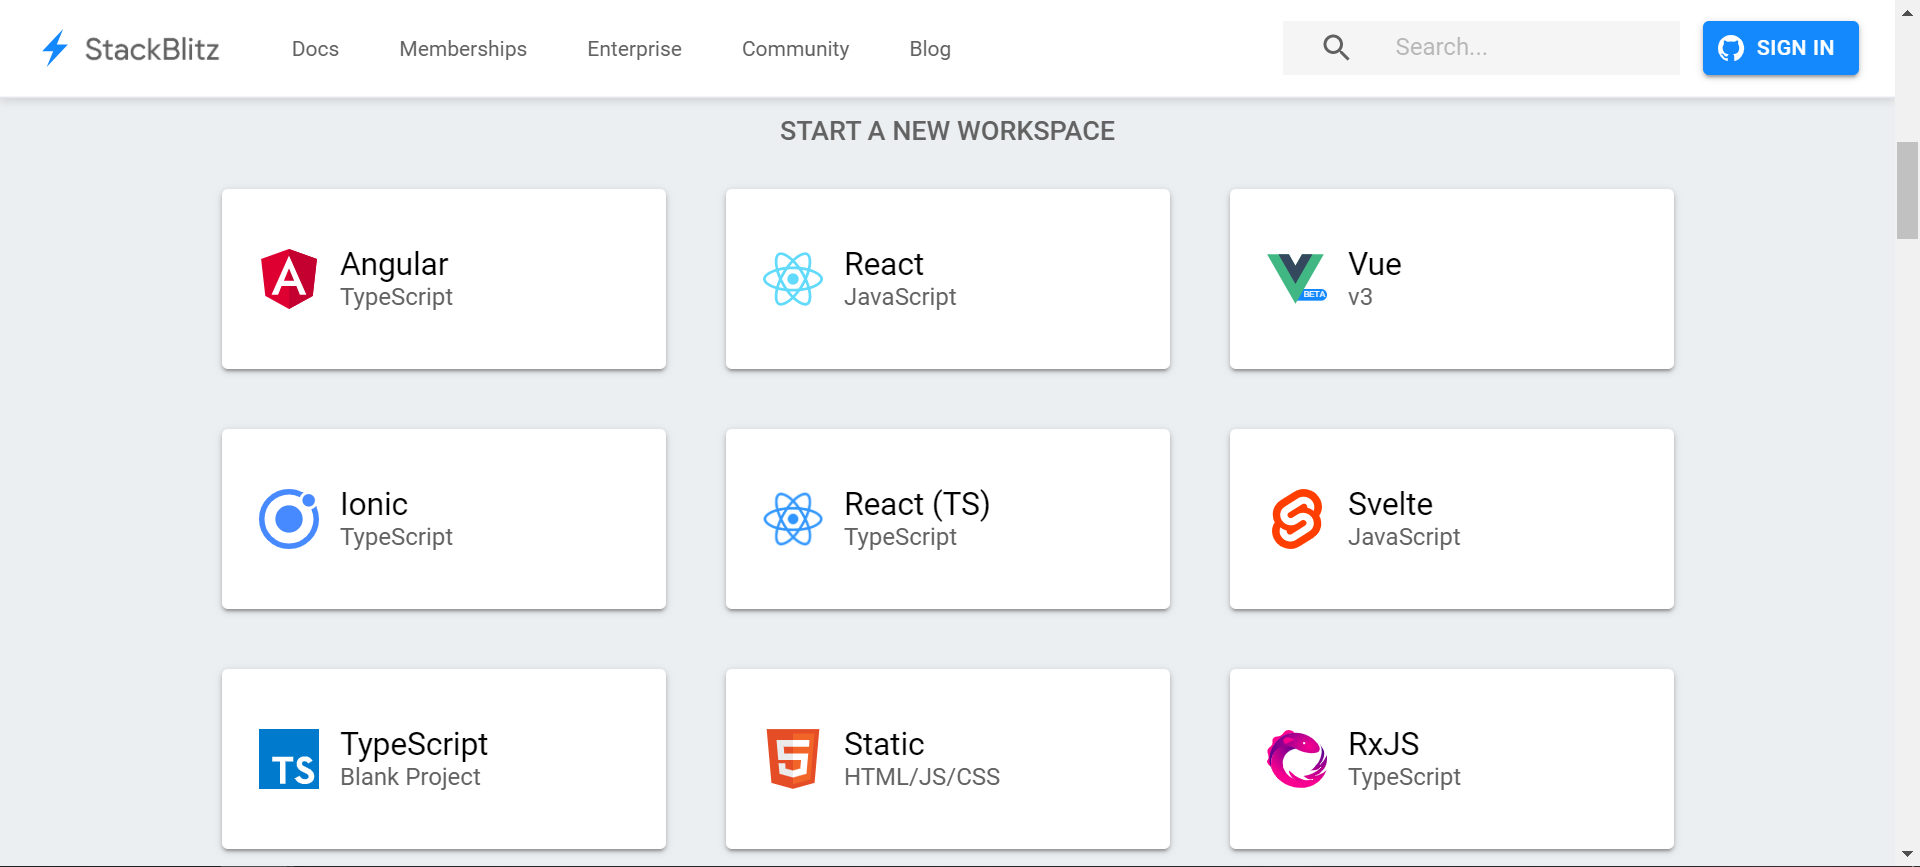 StackBlitz Docs Memberships Enterprise Community Blog Search... SIGN IN
START A NEW WORKSPACE
Angular
TypeScript
React
JavaScript
BETA
Vue
v3
Ionic
TypeScript
React (TS)
TypeScript
Svelte
JavaScript
TS
TypeScript
Blank Project
Static
HTML/JS/CSS
RxJS
TypeScript